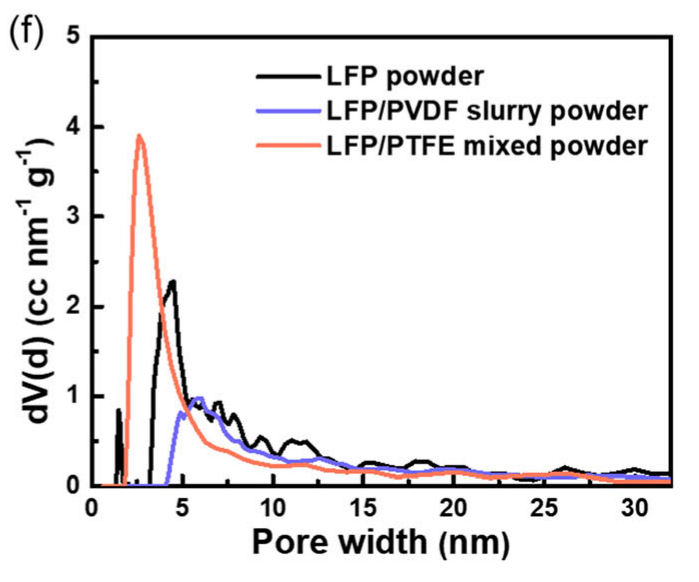 (f)
5
LFP powder
LFP/PVDF slurry powder
4
LFP/PTFE mixed powder
3
2
1
0
dV(d) (cc nm⁻¹ g⁻¹)
0 5 10 15 20 25 30
Pore width (nm)